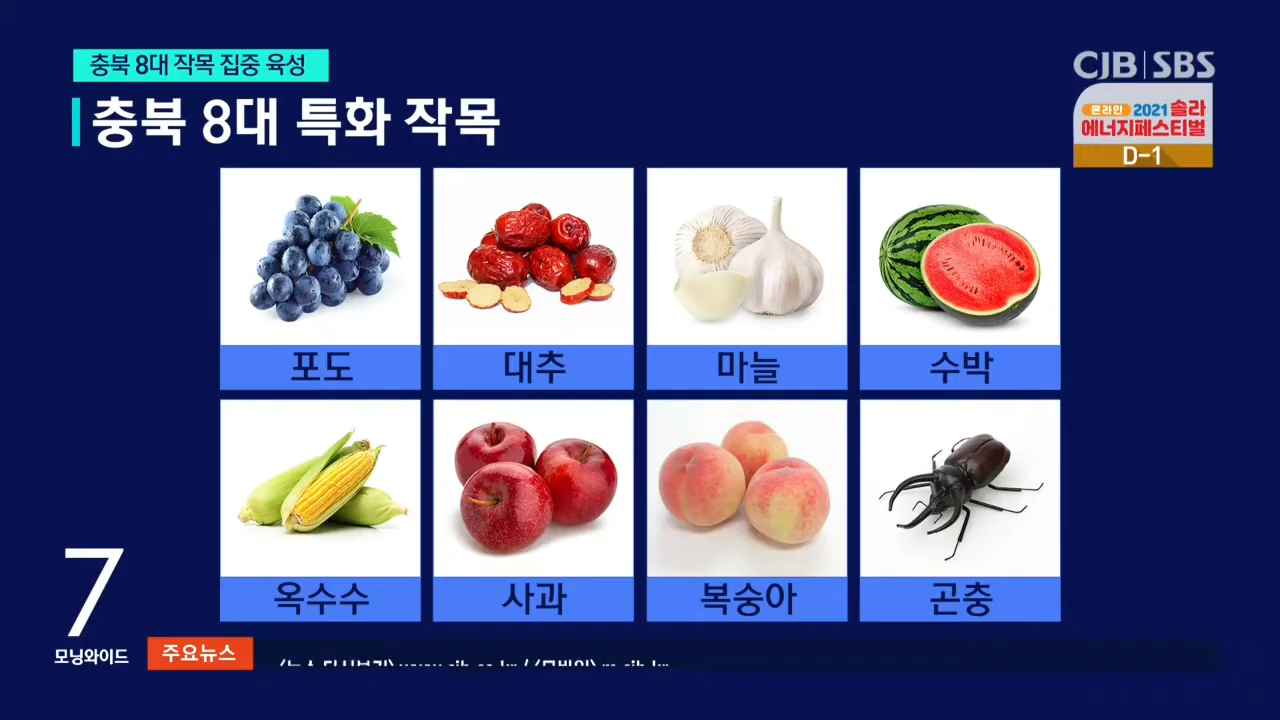 충북 8대 작목 집중 육성
충북 8대 특화 작목
CJB SBS
온라인 2021 솔라
에너지페스티벌
D-1
포도
대추
마늘
수박
옥수수
사과
복숭아
곤충
7
모닝와이드
주요뉴스